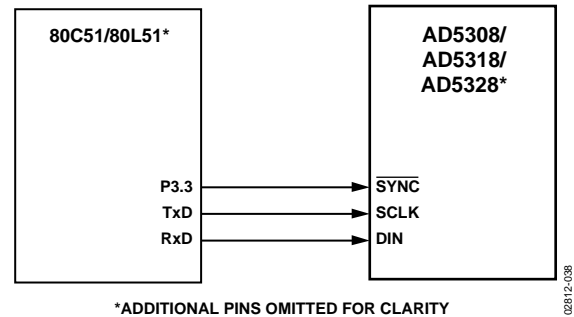 80C51/80L51*
AD5308/
AD5318/
AD5328*
P3.3
TxD
RxD
SYNC
SCLK
DIN
*ADDITIONAL PINS OMITTED FOR CLARITY
02812-038